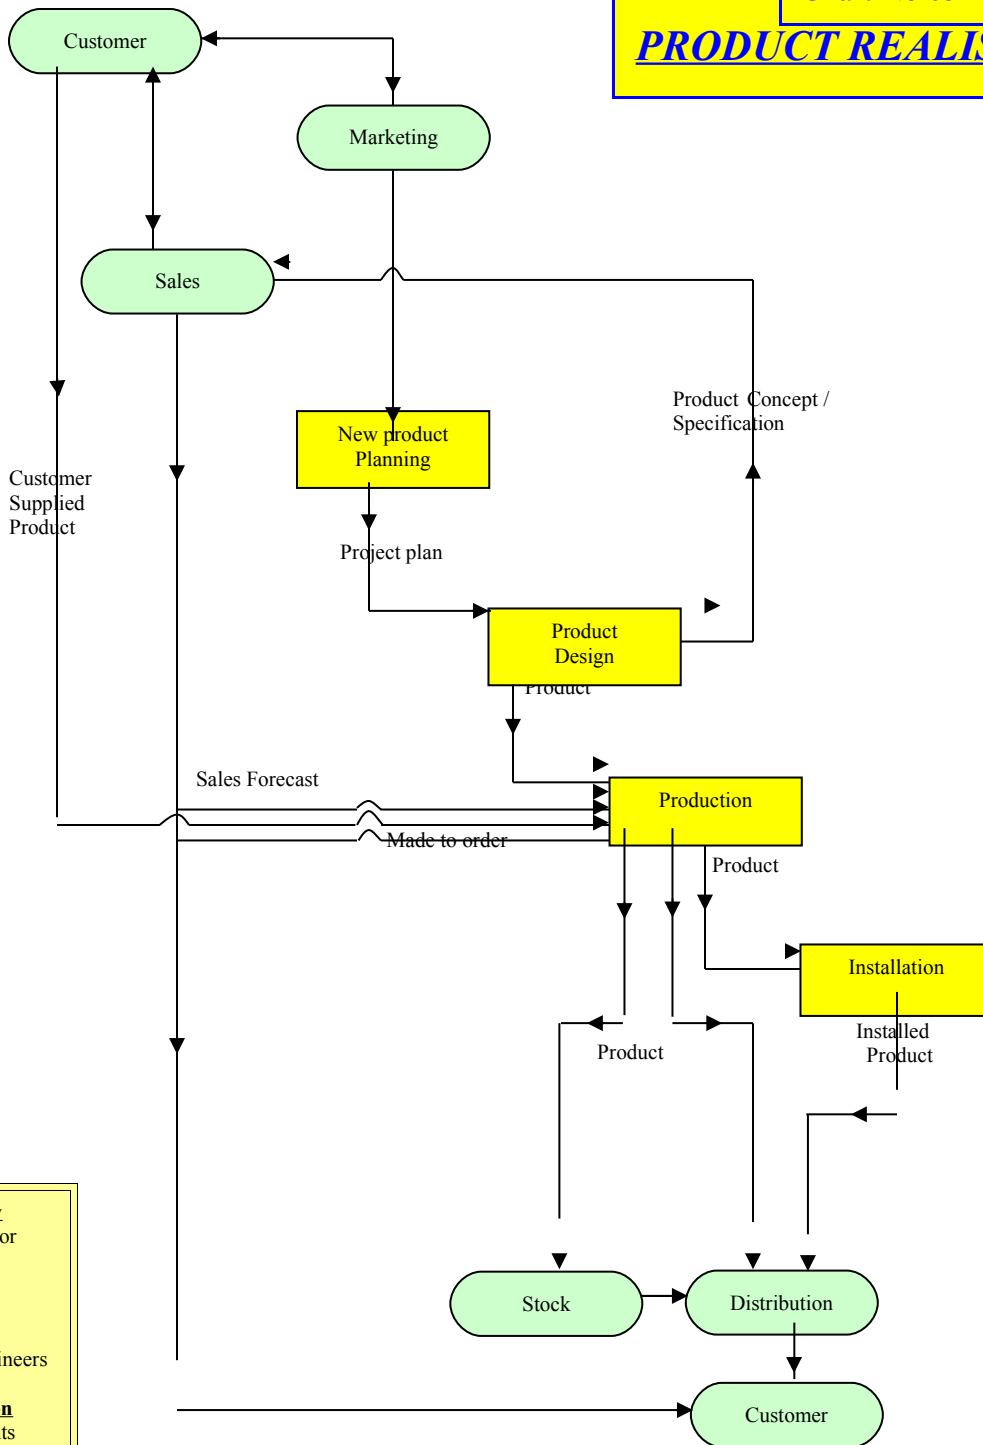 Customer
PRODUCT REALIS
Marketing
Sales
Product Concept /
Specification
New product
Planning
Customer
Supplied
Product
Project plan
Product
Design
Product
Sales Forecast
Production
Made to order
Product
Installation
Installed
Product
Product
or
Stock
Distribution
ineers
n
ts
Customer